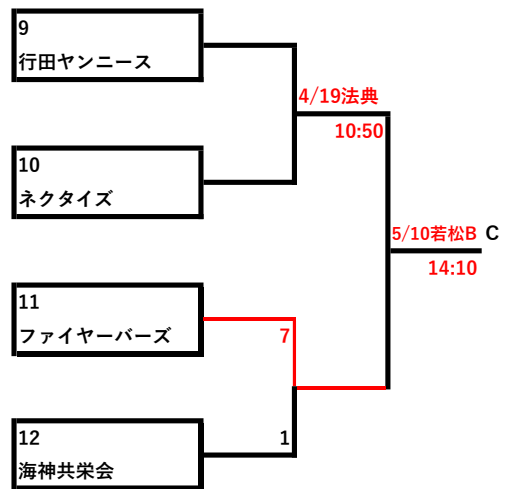 9
行田ヤンニース
4/19法典
10:50
10
ネクタイズ
5/10若松B C
14:10
11
ファイヤーバーズ
7
12
1
海神共栄会